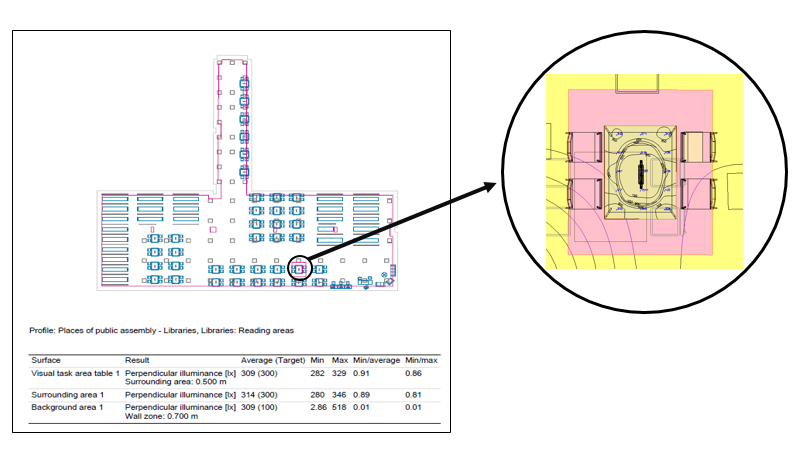 Profile: Places of public assembly - Libraries, Libraries: Reading areas
Surface Result Average (Target) Min Max Min/average Min/max
Visual task area table 1 Perpendicular illuminance [lx] 309 (300) 282 329 0.91 0.86
Surrounding area: 0.500 m
Surrounding area 1 Perpendicular illuminance [lx] 314 (300) 280 346 0.89 0.81
Background area 1 Perpendicular illuminance [lx] 309 (100) 2.86 518 0.01 0.01
Wall zone: 0.700 m